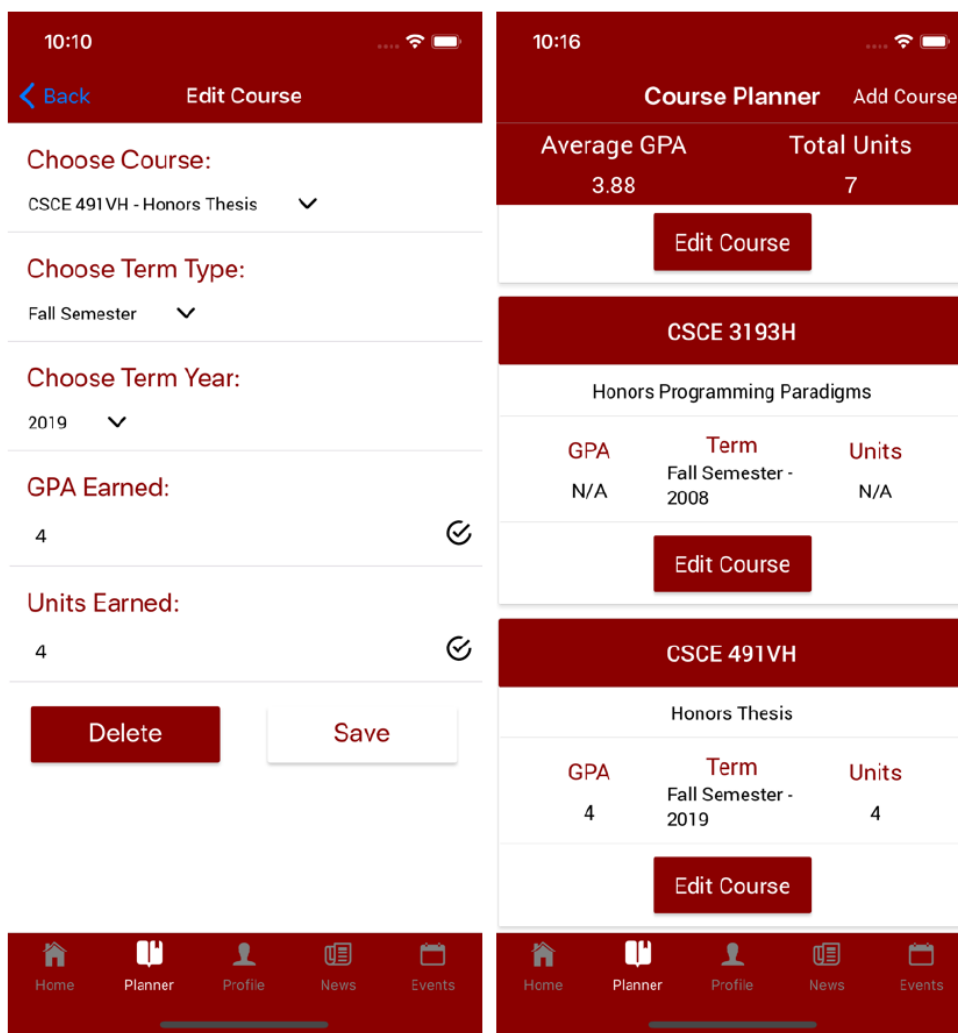 10:10
Back
Edit Course
Choose Course:
CSCE 491VH - Honors Thesis
Choose Term Type:
Fall Semester
Choose Term Year:
2019
GPA Earned:
4
Units Earned:
4
Delete
Save
Home
Planner
Profile
News
Events
10:16
Course Planner
Add Course
Average GPA
Total Units
3.88
7
Edit Course
CSCE 3193H
Honors Programming Paradigms
GPA
Term
Units
N/A
Fall Semester -
2008
N/A
Edit Course
CSCE 491VH
Honors Thesis
GPA
Term
Units
4
Fall Semester -
2019
4
Edit Course
Home
Planner
Profile
News
Events